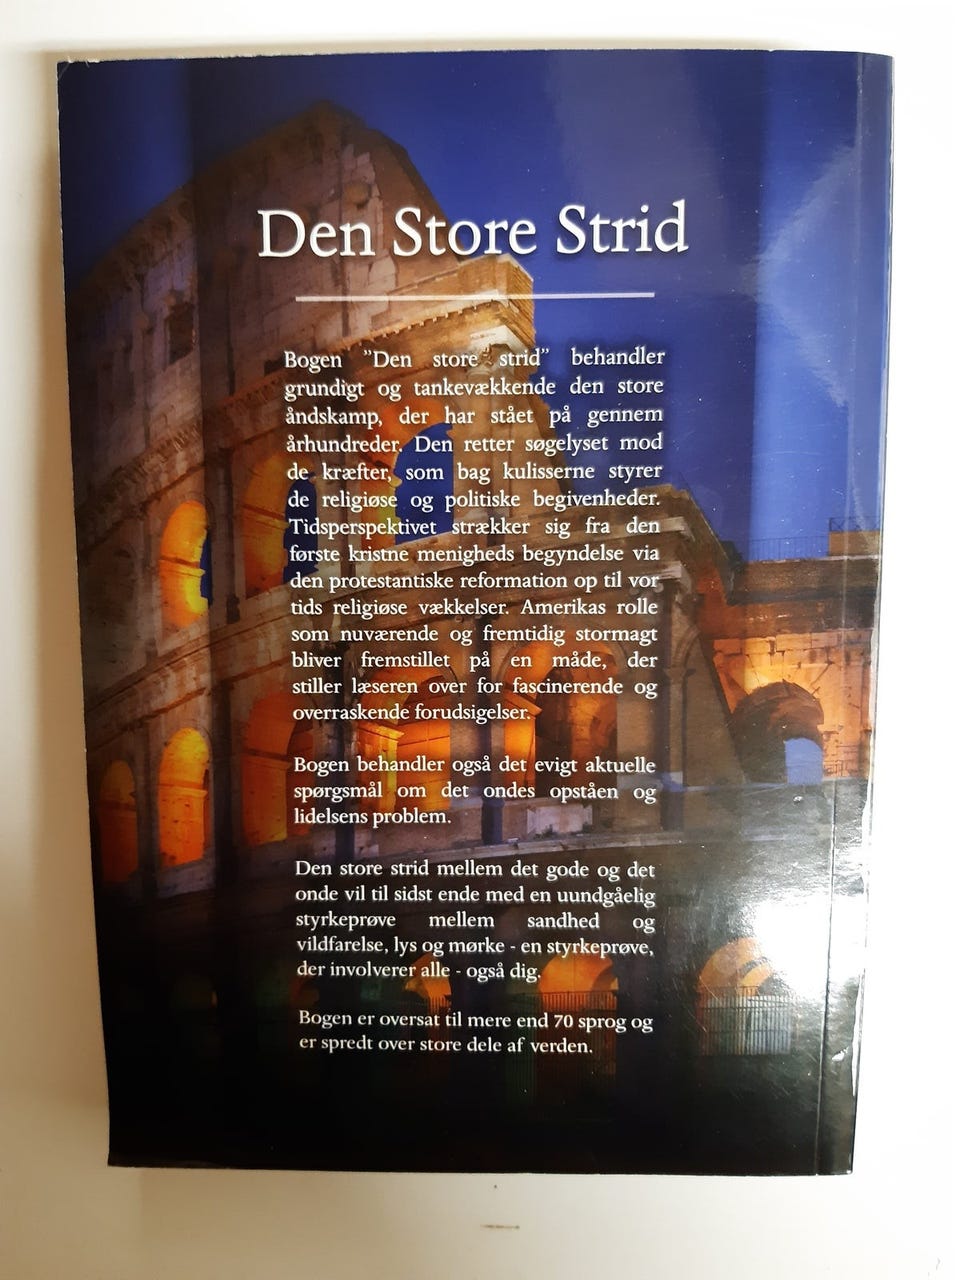 Den Store Strid
Bogen ”Den store strid” behandler
grundigt og tankevækkende den store
åndskamp, der har stået på gennem
århundreder. Den retter søgelyset mod
de kræfter, som bag kulisserne styrer
de religiøse og politiske begivenheder.
Tidsperspektivet strækker sig fra den
første kristne menigheds begyndelse via
den protestantiske reformation op til vor
tids religiøse vækkelser. Amerikas rolle
som nuværende og fremtidig stormagt
bliver fremstillet på en måde, der
stiller læseren over for fascinerende og
overraskende forudsigelser.
Bogen behandler også det evigt aktuelle
spørgsmål om det ondes opståen og
lidelsens problem.
Den store strid mellem det gode og det
onde vil til sidst ende med en uundgåelig
styrkeprøve mellem sandhed og
vildfarelse, lys og mørke - en styrkeprøve,
der involverer alle - også dig.
Bogen er oversat til mere end 70 sprog og
er spredt over store dele af verden.